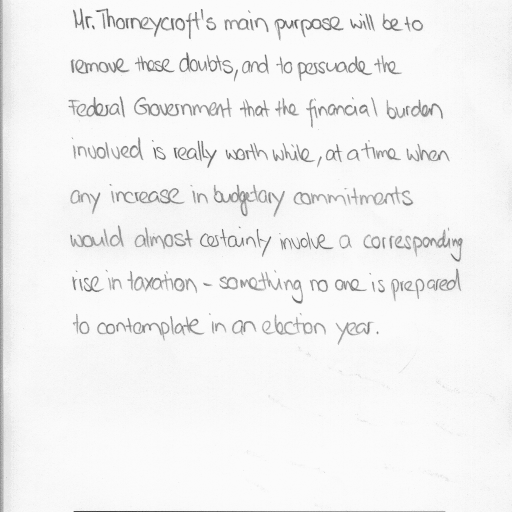 Mr. Thorneycroft's main purpose will be to
remove these doubts, and to persuade the
Federal Government that the financial burden
involved is really worth while, at a time when
any increase in budgetary commitments
would almost certainly involve a corresponding
rise in taxation - something no one is prepared
to contemplate in an election year.